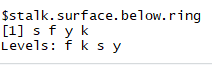 $stalk.surface.below.ring
[1] s f y k
Levels: f k s y